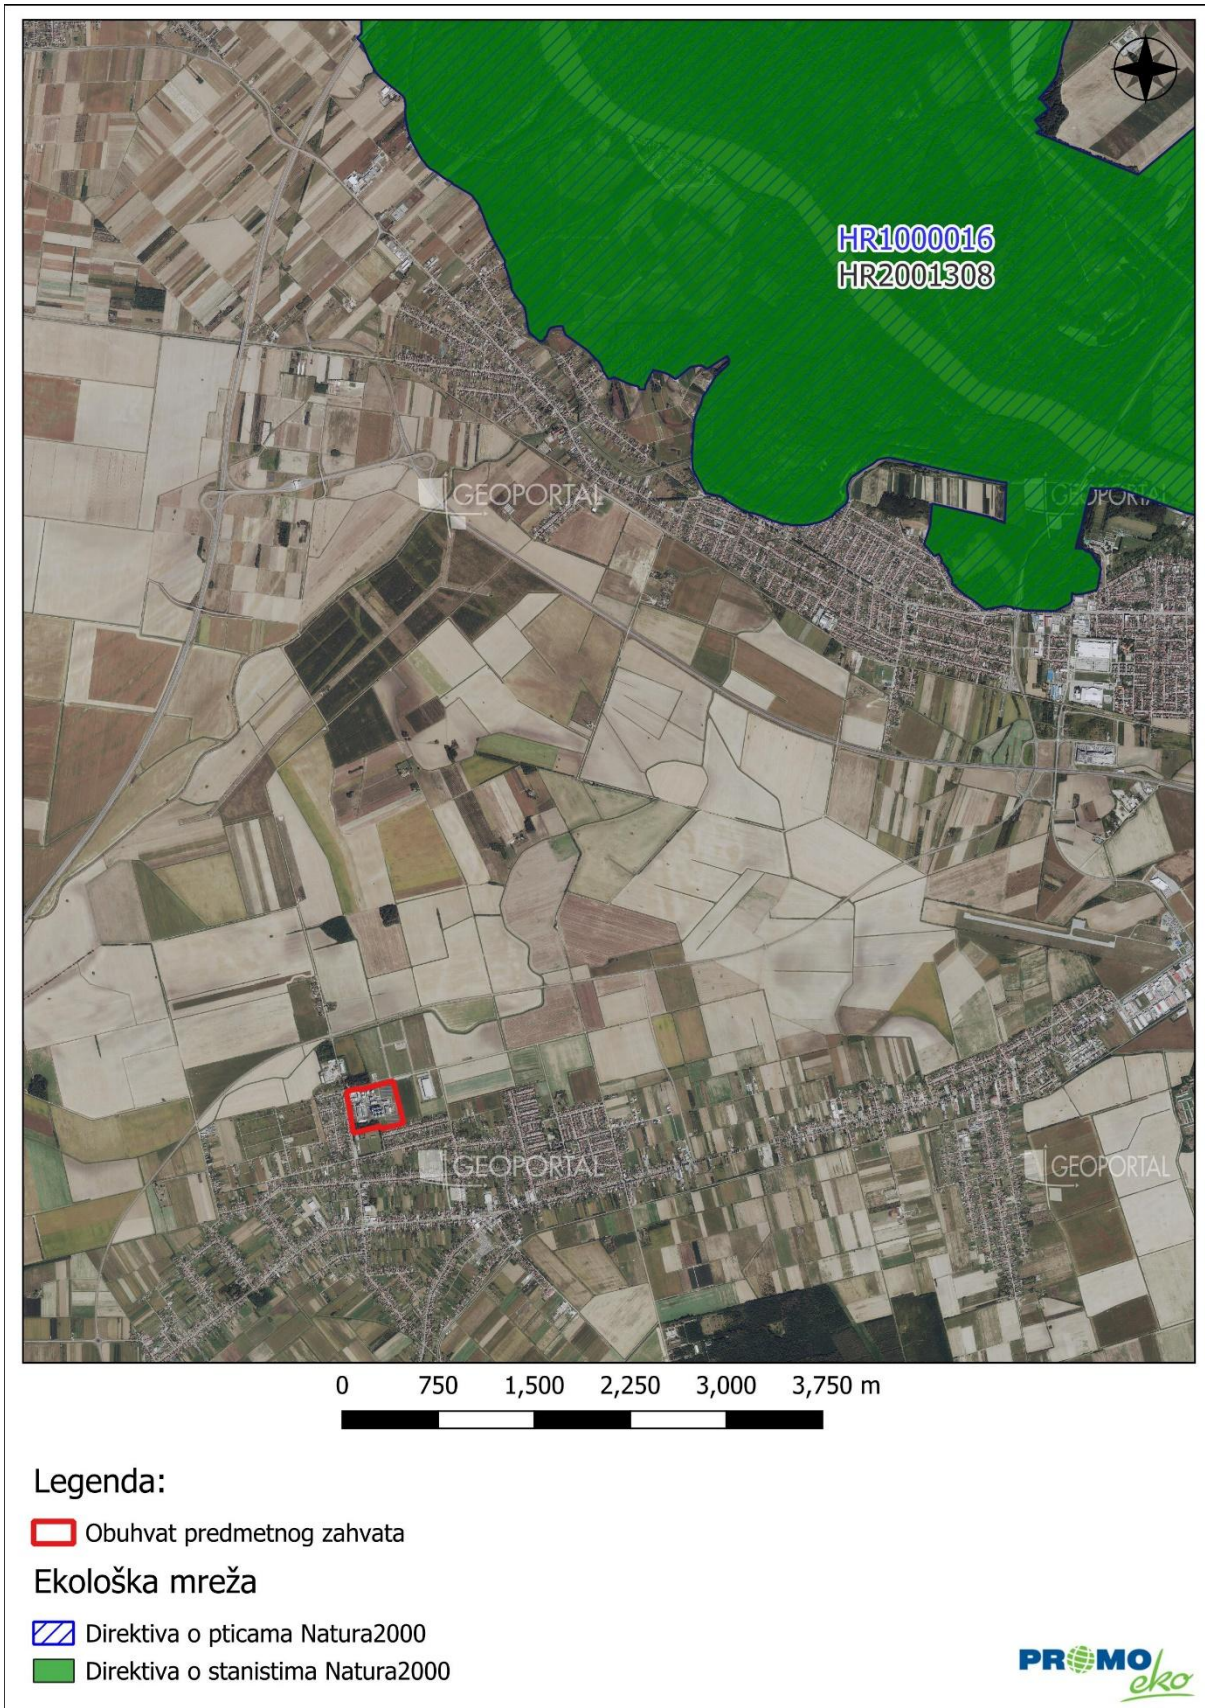 HR1000016
HR2001308
GEOPORTAL
GEOPORTAL
GEOPORTAL
GEOPORTAL
0 750 1,500 2,250 3,000 3,750 m
Legenda:
Obuhvat predmetnog zahvata
Ekološka mreža
Direktiva o pticama Natura2000
Direktiva o stanistima Natura2000
PROMO
eko